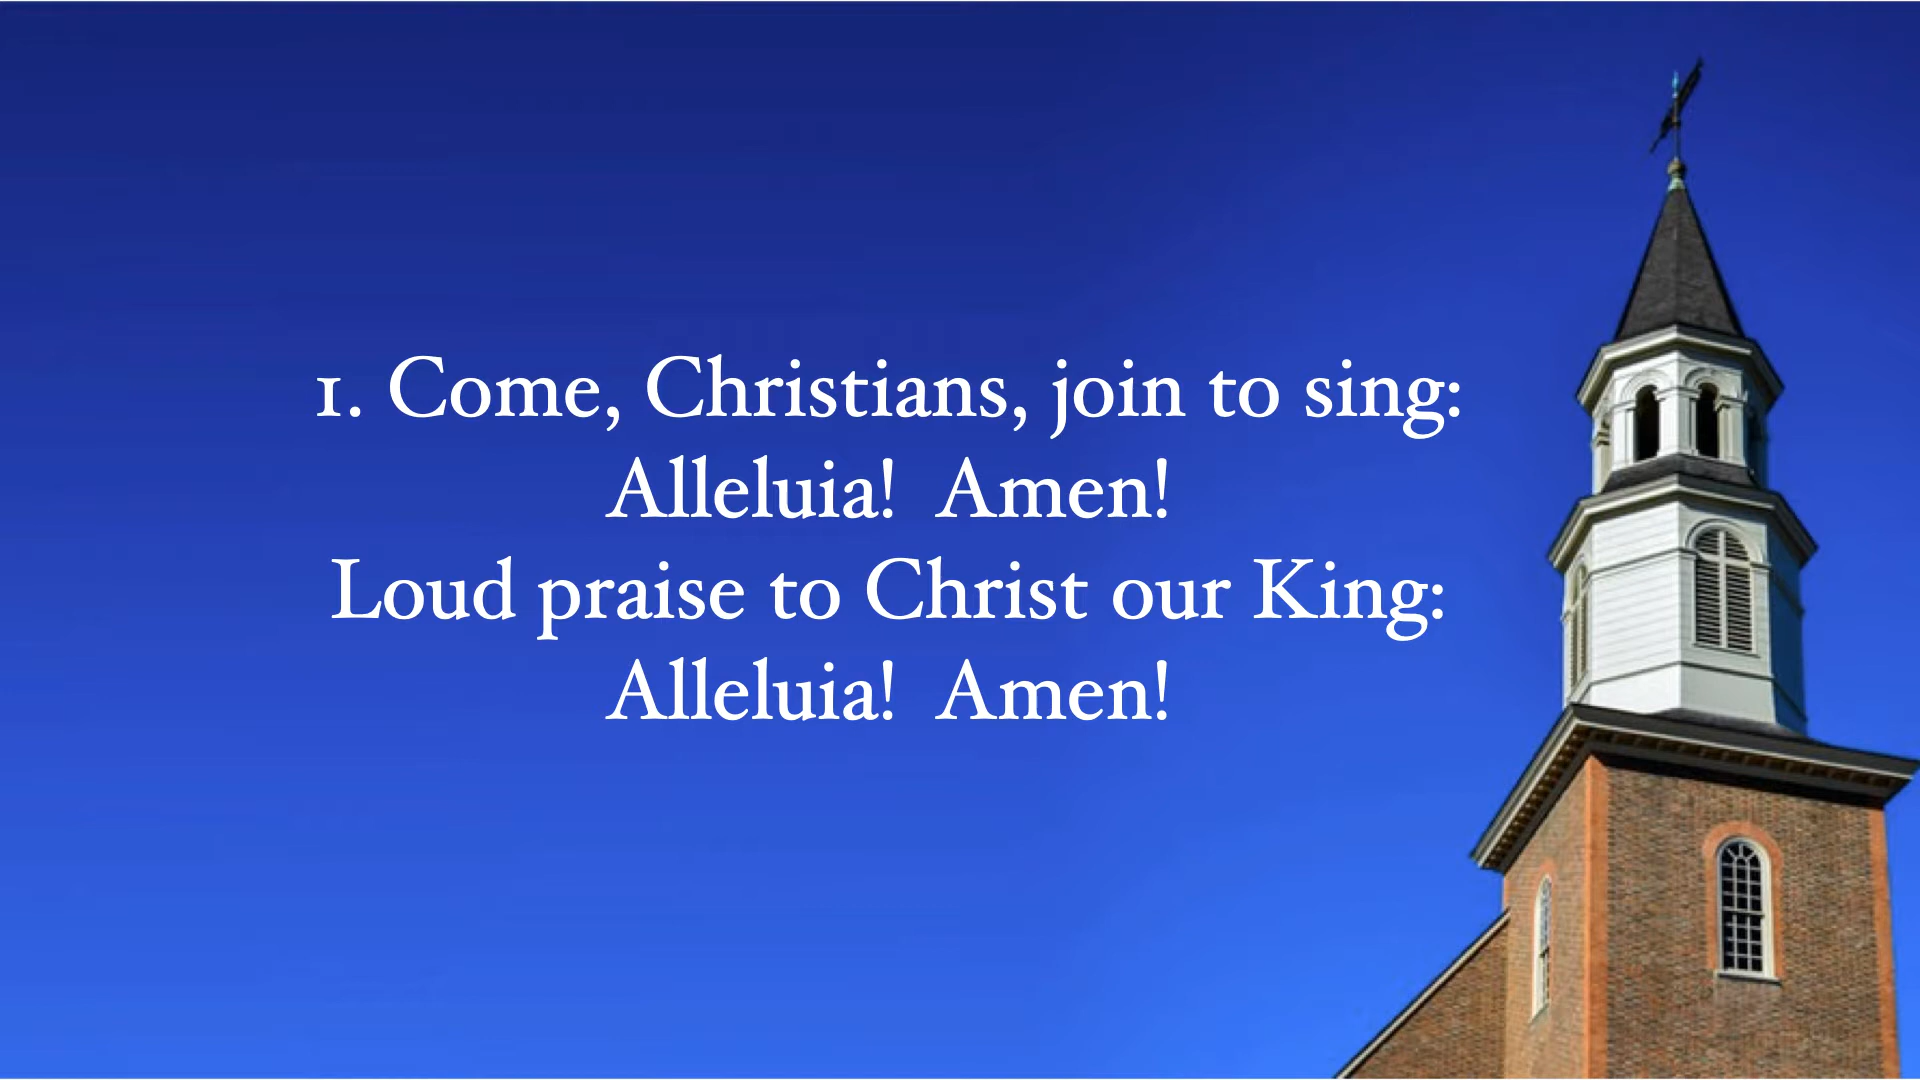 1. Come, Christians, join to sing:
Alleluia!  Amen!
Loud praise to Christ our King:
Alleluia!  Amen!